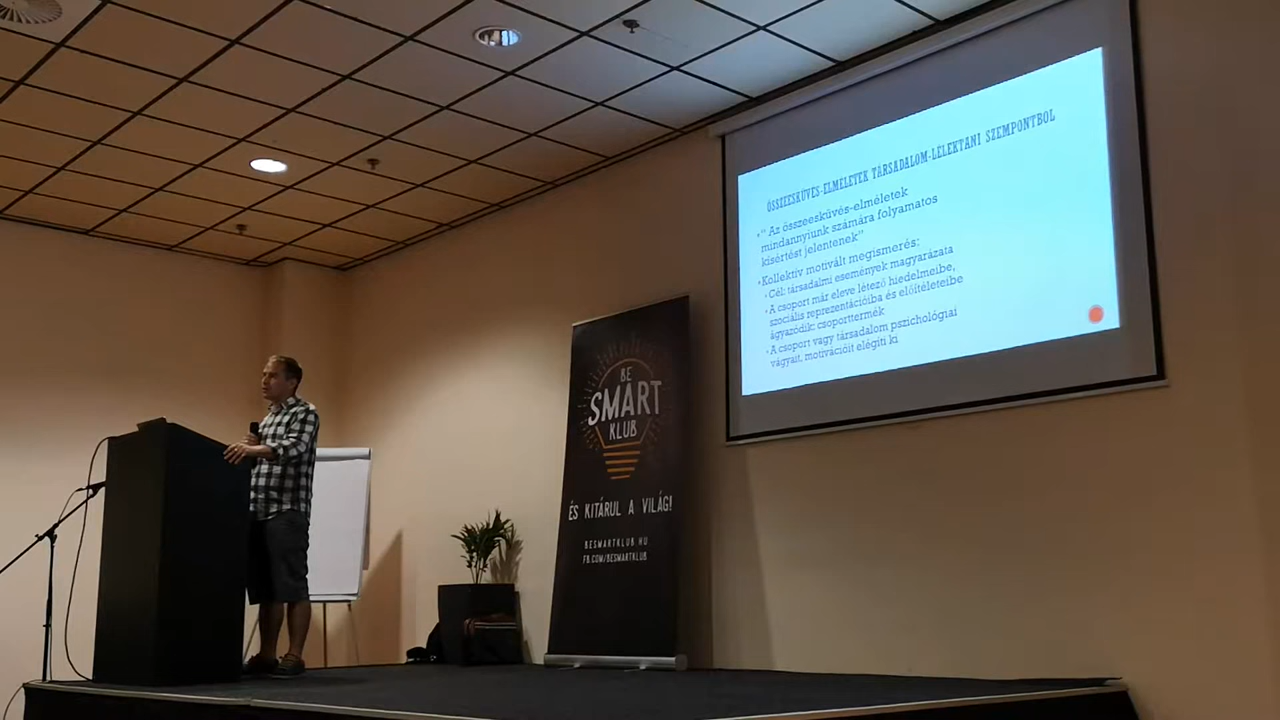 ÖSSZEESKÜVÉS-ELMÉLETEK TÁRSADALOM-LÉLEKTANI SZEMPONTBÓL
" Az összeesküvés-elméletek
mindannyiunk számára folyamatos
kísértést jelentenek"
Kollektív motivált megismerés:
Cél: társadalmi események magyarázata
A csoport már eleve létező hiedelmeibe,
szociális reprezentációiba és előítéleteibe
ágyazódik: csoporttermék
A csoport vagy társadalom pszichológiai
vágyait, motivációit elégíti ki
BE
SMART
KLUB
ÉS KITÁRUL A VILÁG!
BESMARTKLUB.HU
FB.COM/BESMARTKLUB